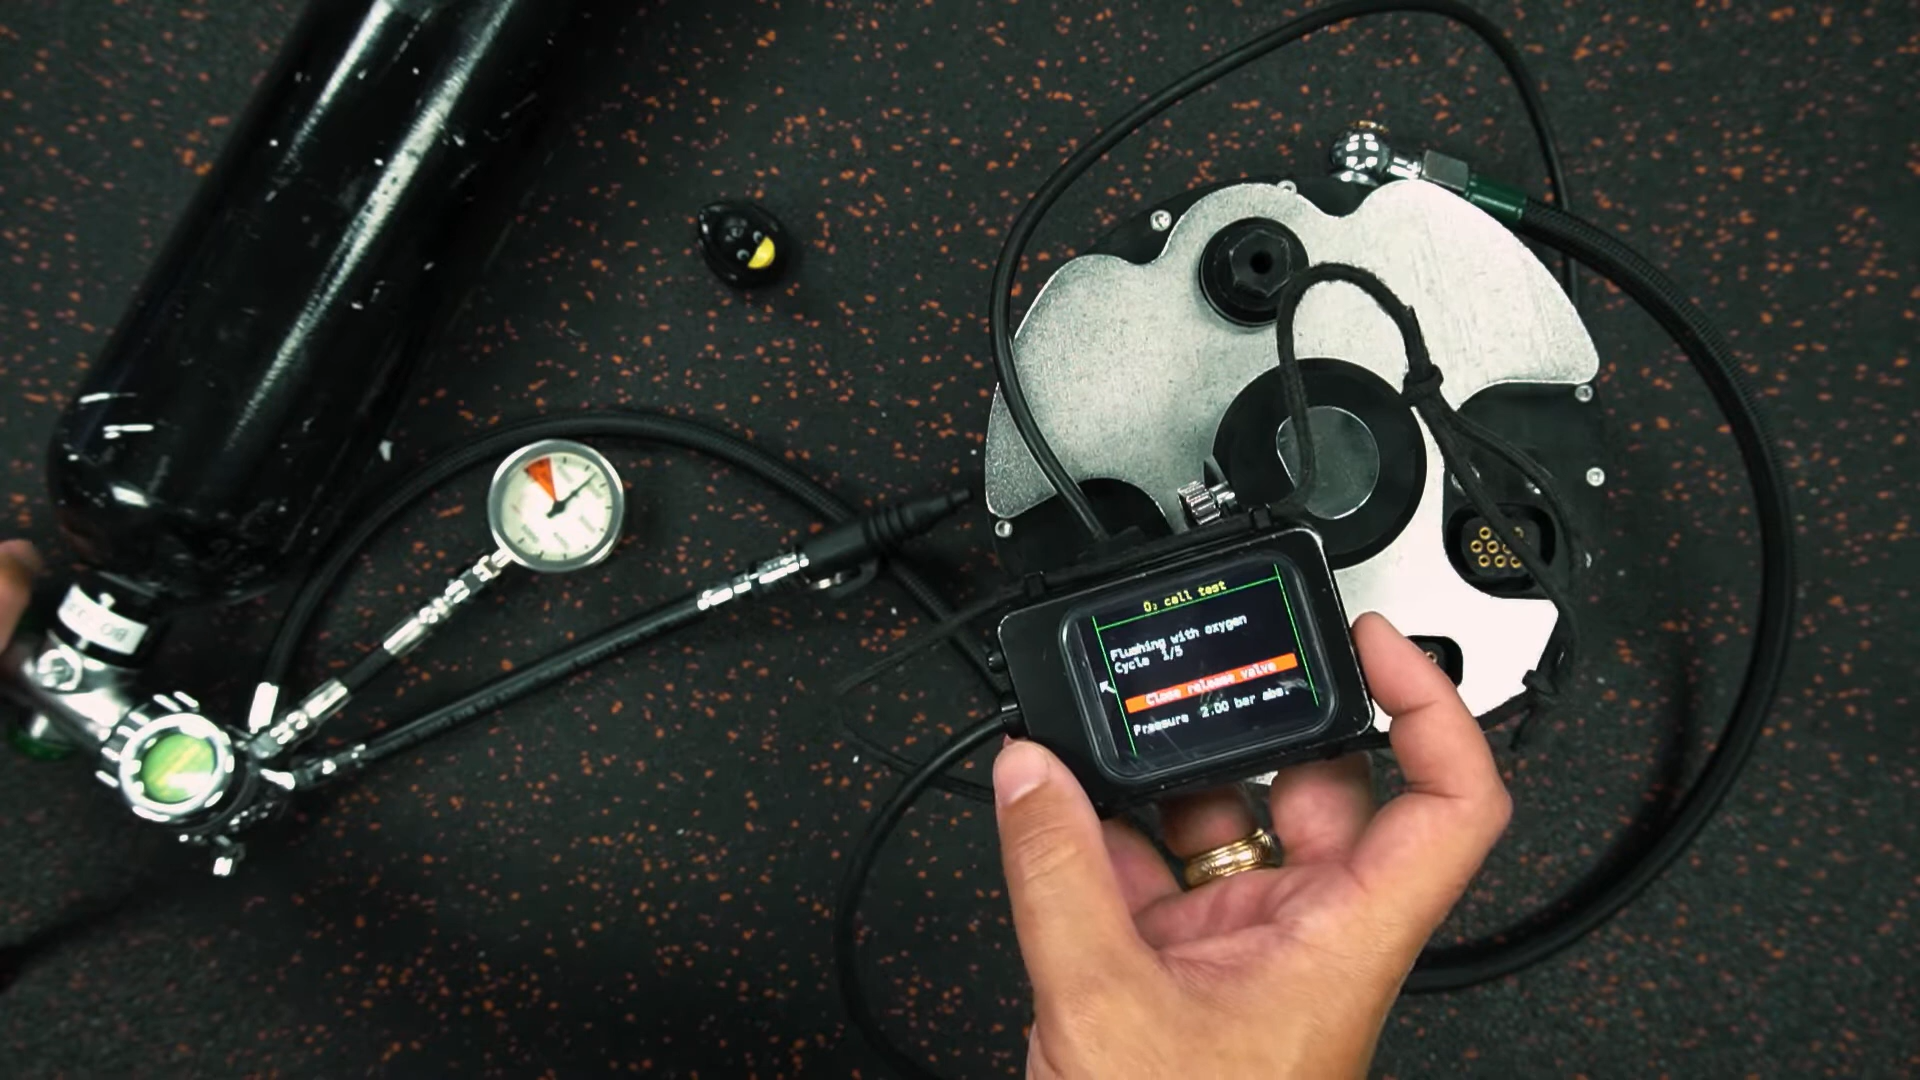 O₂ cell test
Flushing with oxygen
Cycle 1/5
Close release valve
Pressure 2.00 bar abs.